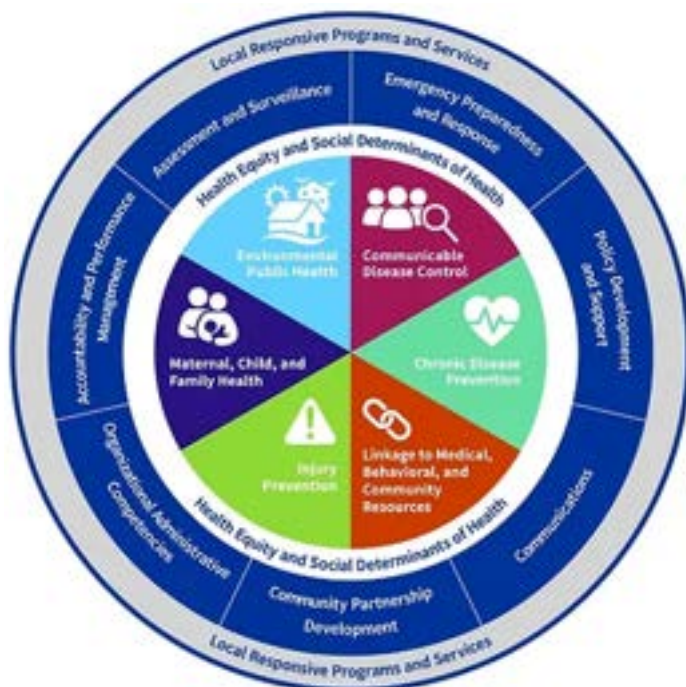 Local Responsive Programs and Services
Assessment and Surveillance
Emergency Preparedness
and Response
Policy Development
and Support
Communications
Community Partnership
Development
Organizational Administrative
Competencies
Accountability and Performance
Management
Health Equity and Social Determinants of Health
Environmental
Public Health
Communicable
Disease Control
Chronic Disease
Prevention
Linkage to Medical,
Behavioral, and
Community
Resources
Injury
Prevention
Maternal, Child, and
Family Health
Health Equity and Social Determinants of Health
Local Responsive Programs and Services